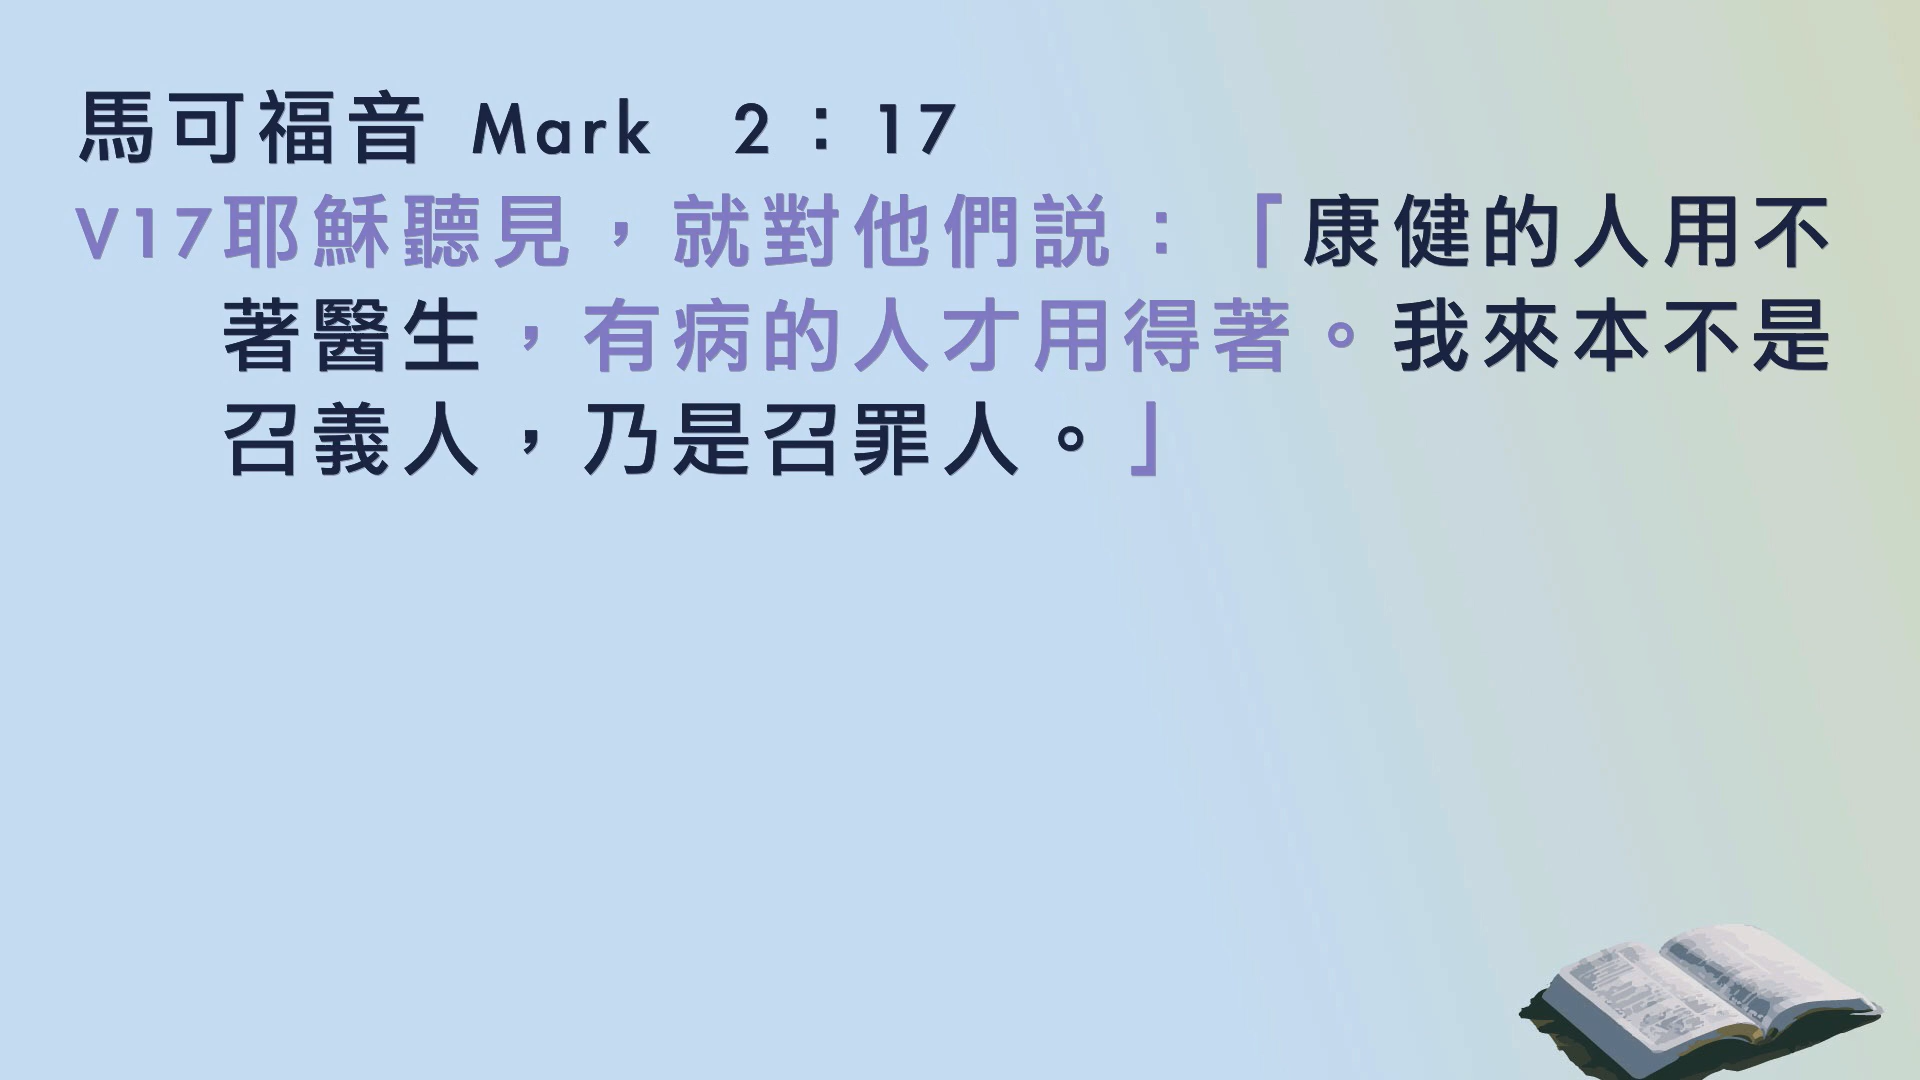 馬可福音 Mark 2：17
V17耶穌聽見，就對他們説：「康健的人用不
著醫生，有病的人才用得著。我來本不是
召義人，乃是召罪人。」